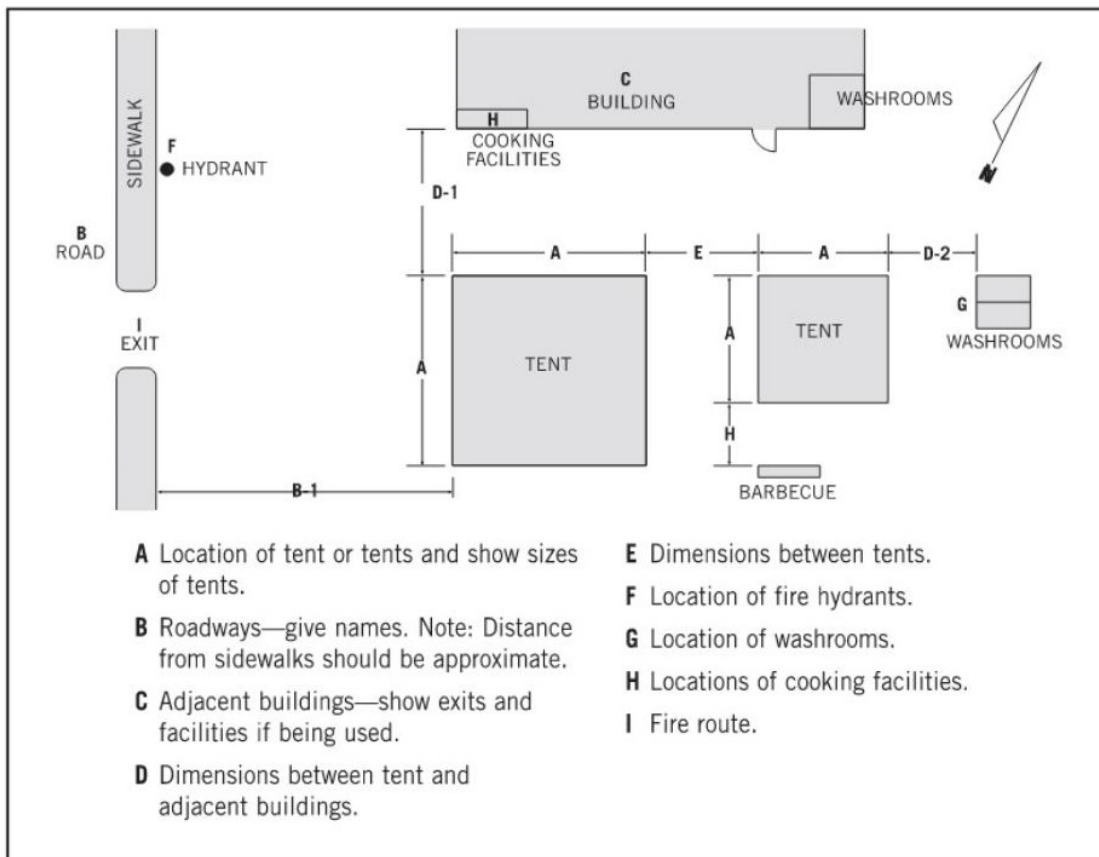 C
BUILDING
WASHROOMS
H
COOKING
FACILITIES
SIDEWALK
F
HYDRANT
D-1
N
B
ROAD
A
E
A
D-2
I
EXIT
A
TENT
A
TENT
G
WASHROOMS
H
BARBECUE
B-1
A Location of tent or tents and show sizes
of tents.
B Roadways—give names. Note: Distance
from sidewalks should be approximate.
C Adjacent buildings—show exits and
facilities if being used.
D Dimensions between tent and
adjacent buildings.
E Dimensions between tents.
F Location of fire hydrants.
G Location of washrooms.
H Locations of cooking facilities.
I Fire route.